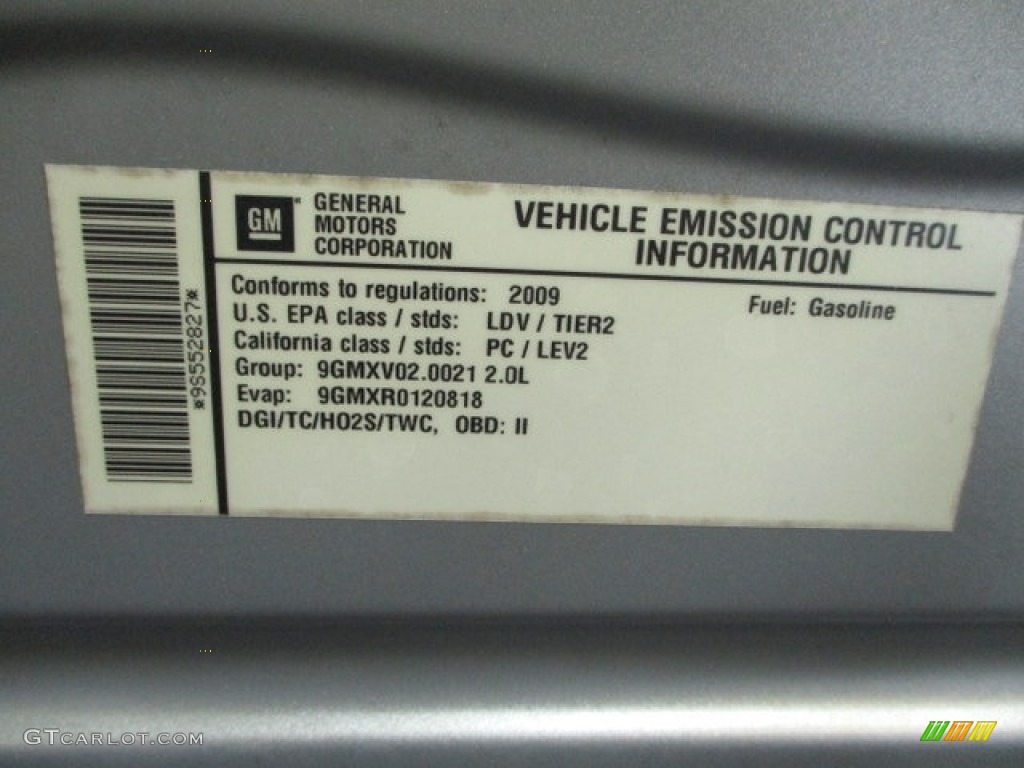 *95552827*
GM
GENERAL
MOTORS
CORPORATION
VEHICLE EMISSION CONTROL
INFORMATION
Conforms to regulations: 2009
Fuel: Gasoline
U.S. EPA class / stds: LDV / TIER2
California class / stds: PC / LEV2
Group: 9GMXV02.0021 2.0L
Evap: 9GMXR0120818
DGI/TC/HO2S/TWC, OBD: II
GTCARLOT.COM